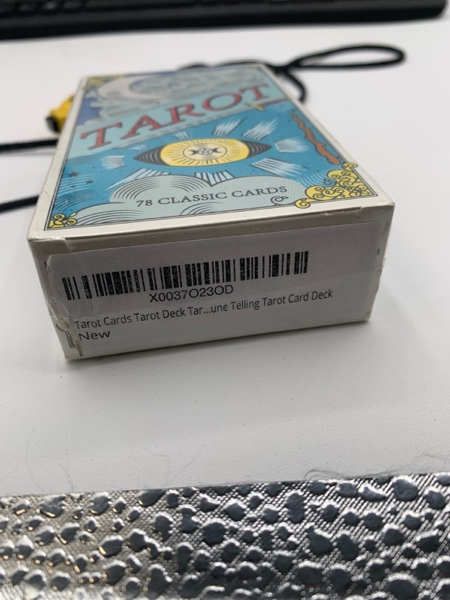 TAROT
78 CLASSIC CARDS
X0037O23OD
Tarot Cards Tarot Deck Tar...une Telling Tarot Card Deck
New